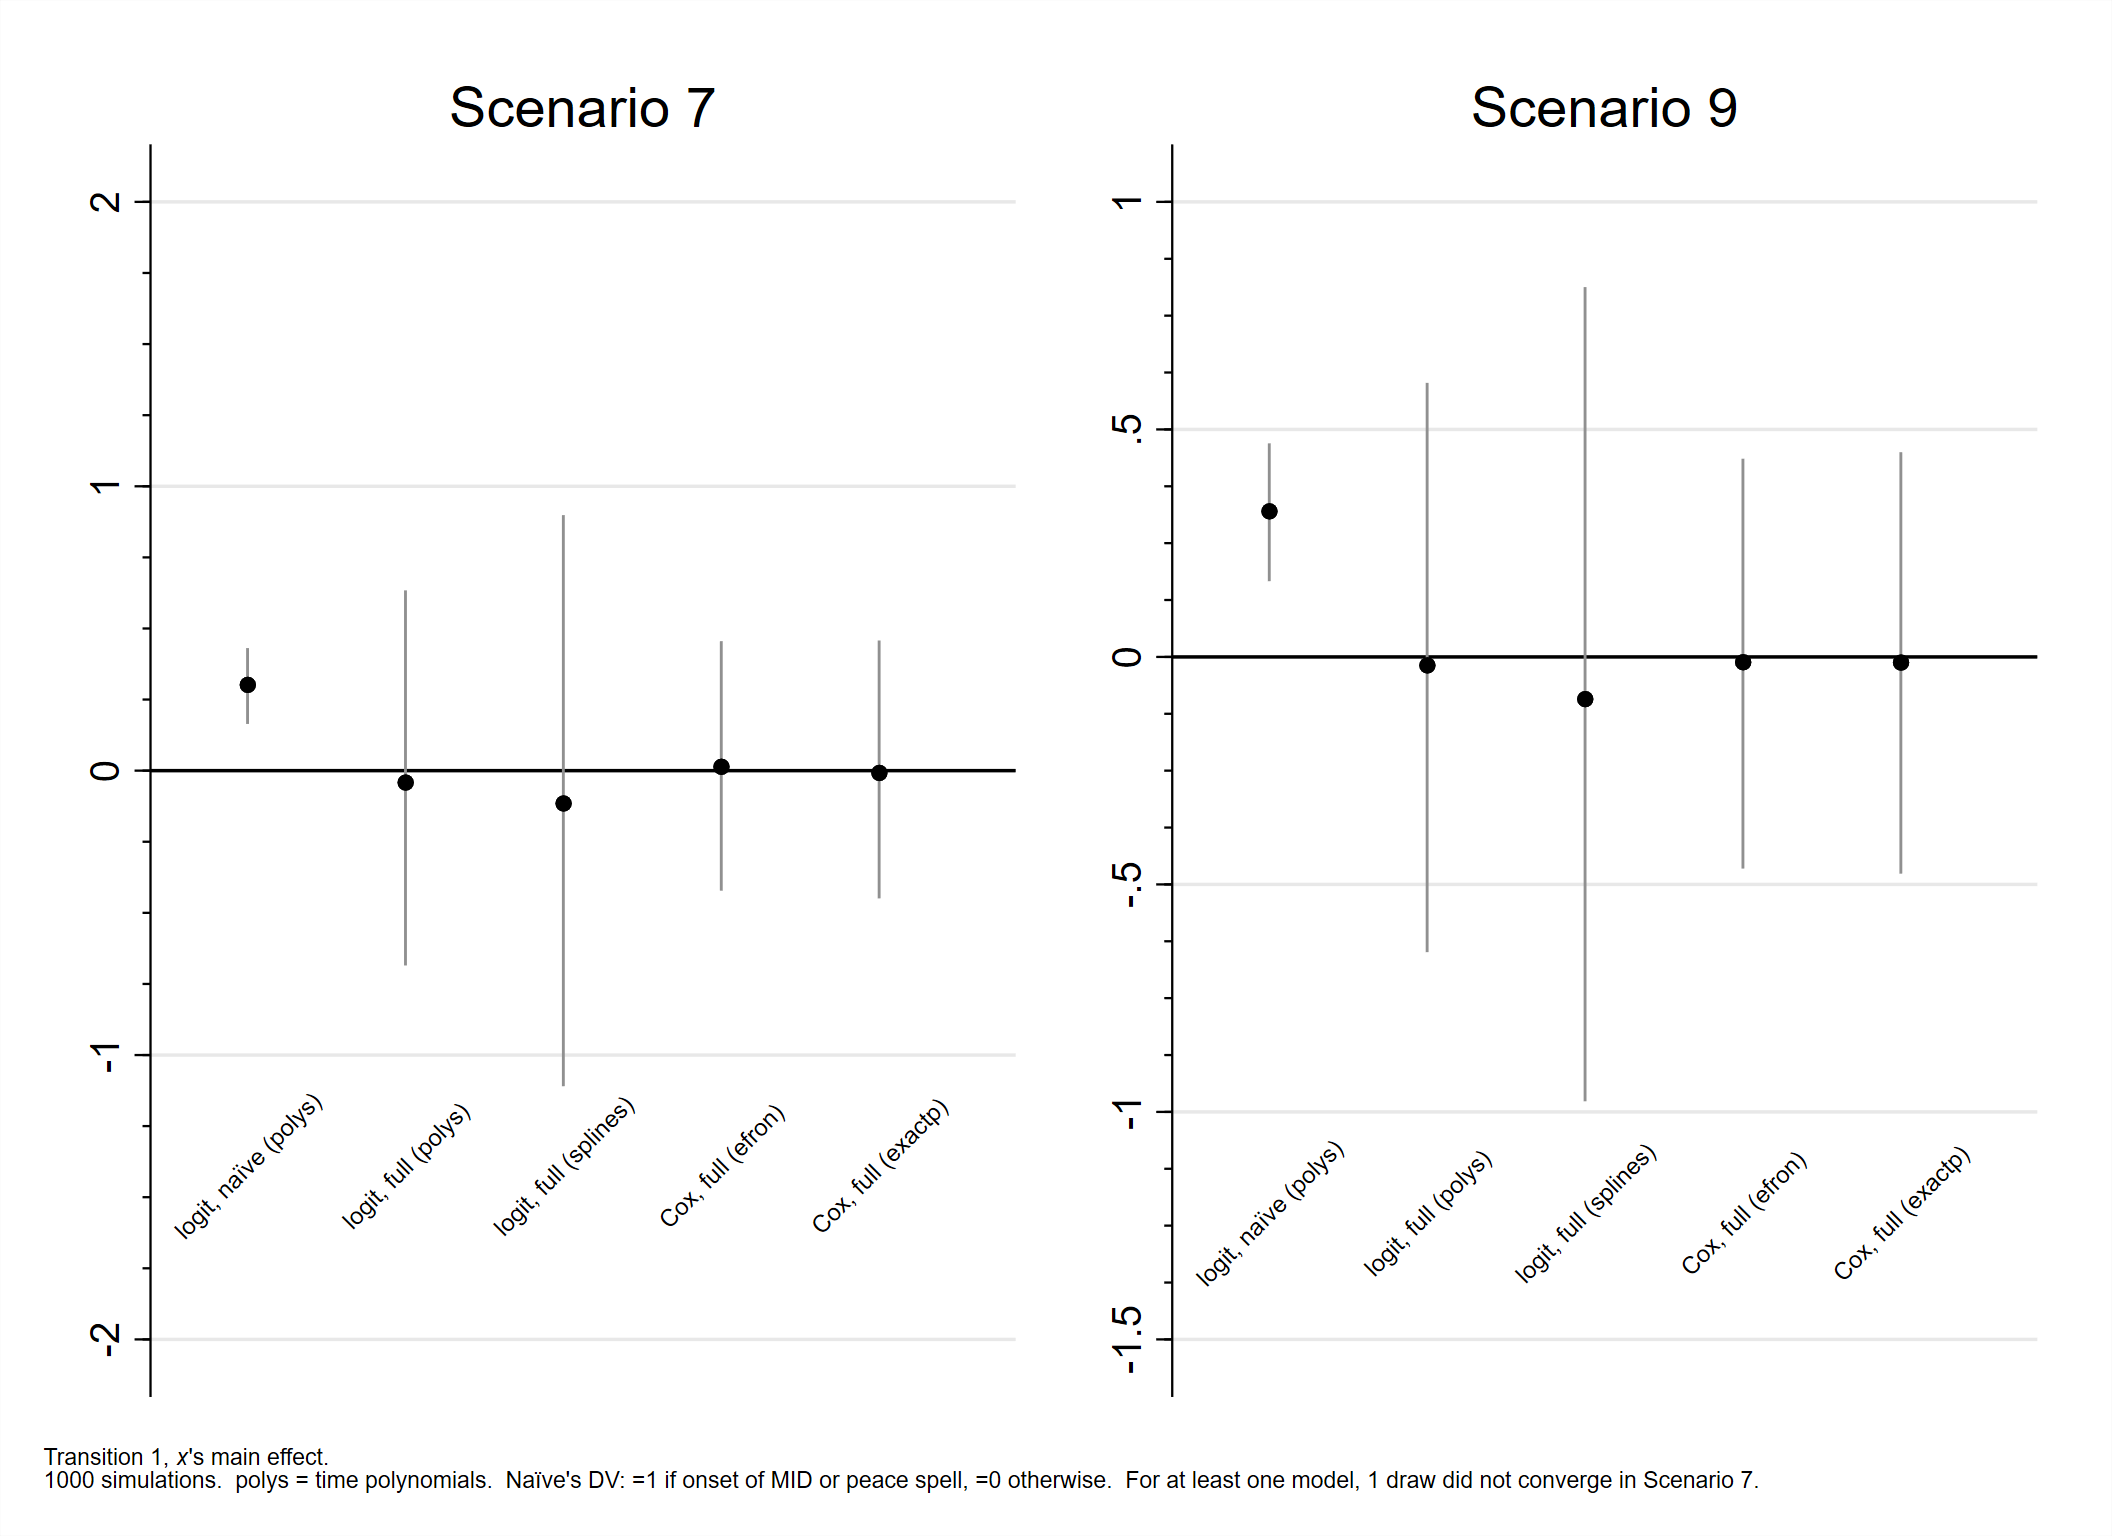 Scenario 7
2
1
0
-1
-2
logit, naïve (polys)
logit, full (polys)
logit, full (splines)
Cox, full (efron)
Cox, full (exactp)
Scenario 9
1
.5
0
-.5
-1
-1.5
logit, naïve (polys)
logit, full (polys)
logit, full (splines)
Cox, full (efron)
Cox, full (exactp)
Transition 1, x's main effect.
1000 simulations.  polys = time polynomials.  Naïve's DV: =1 if onset of MID or peace spell, =0 otherwise.  For at least one model, 1 draw did not converge in Scenario 7.